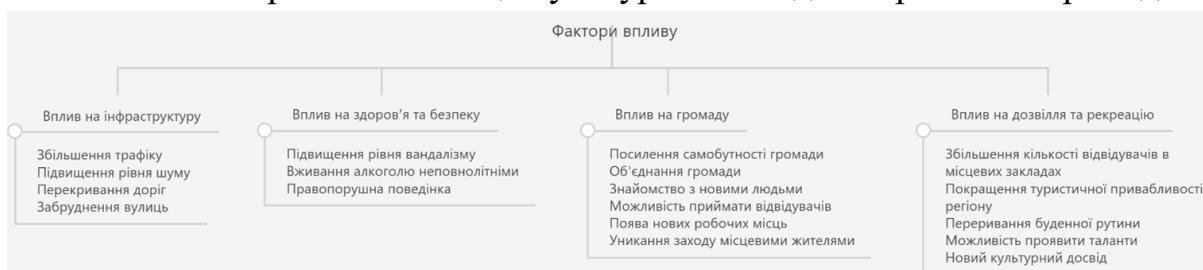 Фактори впливу
Вплив на інфраструктуру
Збільшення трафіку
Підвищення рівня шуму
Перекривання доріг
Забруднення вулиць
Вплив на здоров'я та безпеку
Підвищення рівня вандалізму
Вживання алкоголю неповнолітніми
Правопорушна поведінка
Вплив на громаду
Посилення самобутності громади
Об'єднання громади
Знайомство з новими людьми
Можливість приймати відвідувачів
Поява нових робочих місць
Уникання заходу місцевими жителями
Вплив на дозвілля та рекреацію
Збільшення кількості відвідувачів в
місцевих закладах
Покращення туристичної привабливості
регіону
Переривання буденної рутини
Можливість проявити таланти
Новий культурний досвід